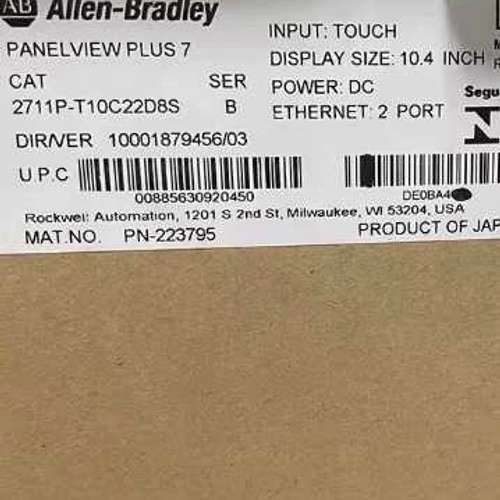 AB Allen-Bradley
PANELVIEW PLUS 7
CAT SER
2711P-T10C22D8S B
DIR/VER 10001879456/03
INPUT: TOUCH
DISPLAY SIZE: 10.4 INCH
POWER: DC
ETHERNET: 2 PORT
Segu
U.P.C
00885630920450
DE0BA4
Rockwell Automation, 1201 S 2nd St, Milwaukee, WI 53204, USA
MAT.NO. PN-223795
PRODUCT OF JAP